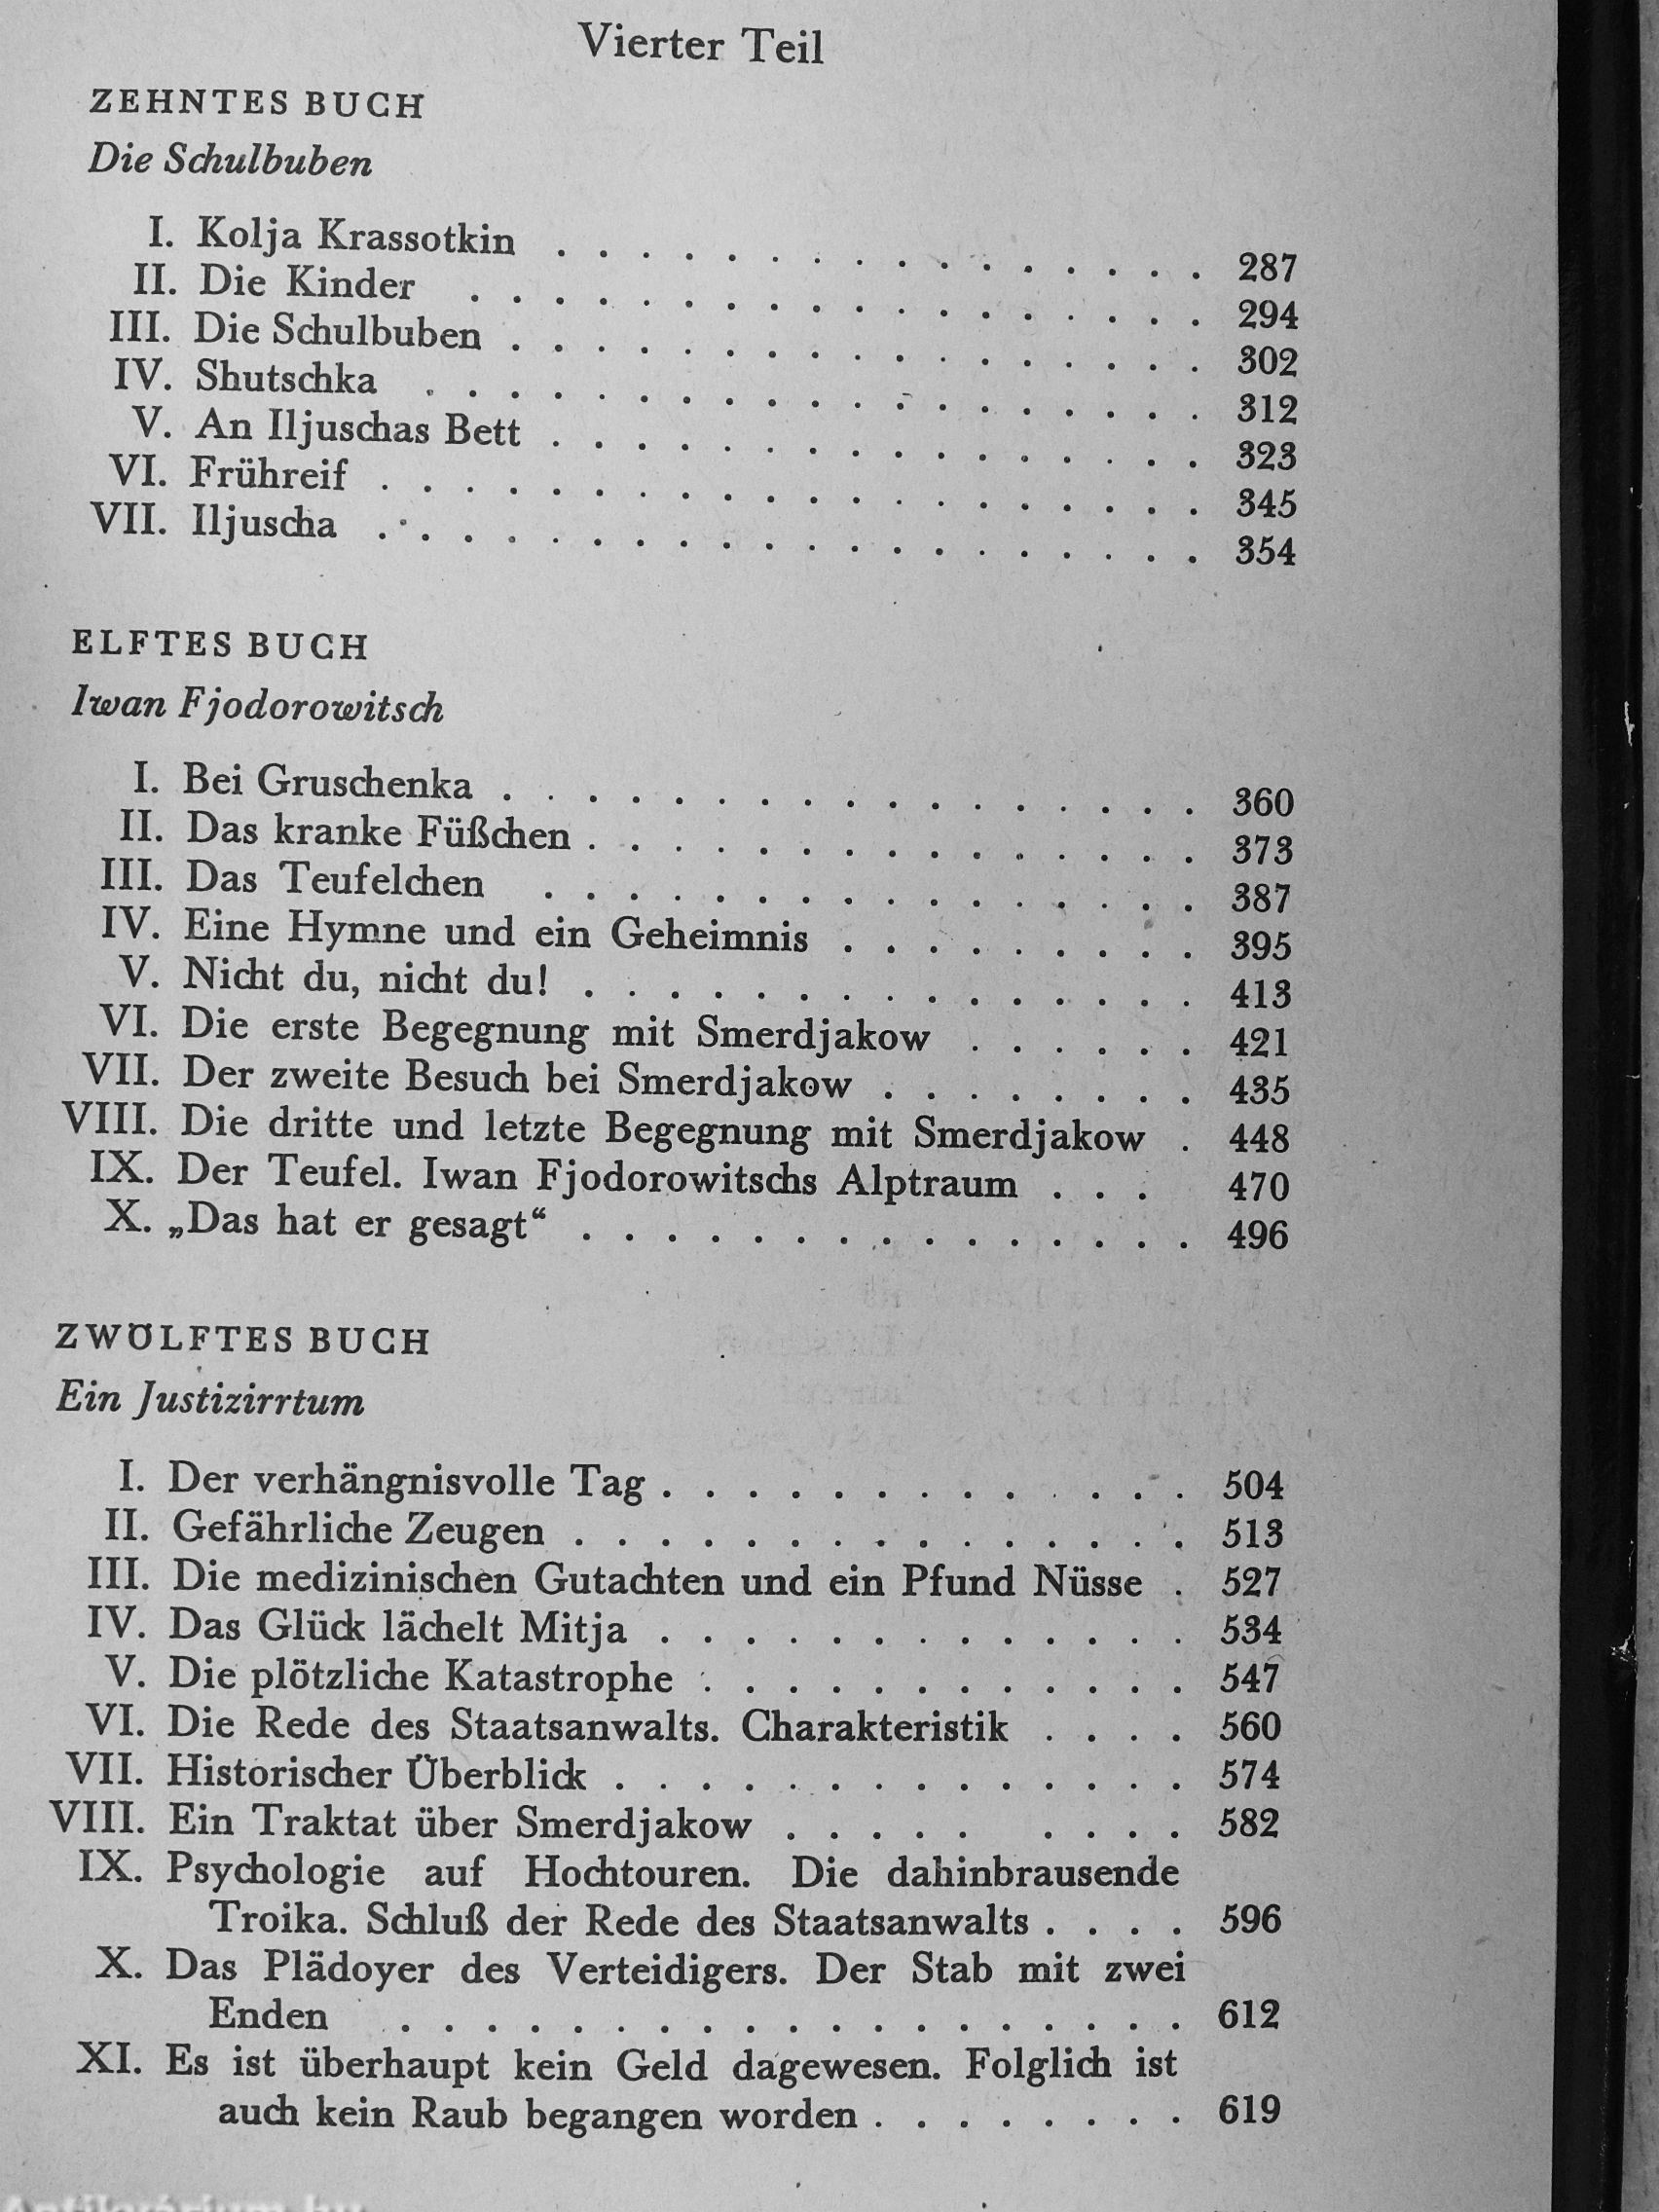 Vierter Teil
ZEHNTES BUCH
Die Schulbuben
I. Kolja Krassotkin . . . . . . . . . . . . . . . . 287
II. Die Kinder . . . . . . . . . . . . . . . . . . 294
III. Die Schulbuben . . . . . . . . . . . . . . . . . 302
IV. Shutschka . . . . . . . . . . . . . . . . . . . 312
V. An Iljuschas Bett . . . . . . . . . . . . . . . . 323
VI. Frühreif . . . . . . . . . . . . . . . . . . . . 345
VII. Iljuscha . . . . . . . . . . . . . . . . . . . . 354
ELFTES BUCH
Iwan Fjodorowitsch
I. Bei Gruschenka . . . . . . . . . . . . . . . . . 360
II. Das kranke Füßchen . . . . . . . . . . . . . . . 373
III. Das Teufelchen . . . . . . . . . . . . . . . . 387
IV. Eine Hymne und ein Geheimnis . . . . . . . . . 395
V. Nicht du, nicht du! . . . . . . . . . . . . . . . 413
VI. Die erste Begegnung mit Smerdjakow . . . . . . 421
VII. Der zweite Besuch bei Smerdjakow . . . . . . . . 435
VIII. Die dritte und letzte Begegnung mit Smerdjakow . 448
IX. Der Teufel. Iwan Fjodorowitschs Alptraum . . . 470
X. „Das hat er gesagt“ . . . . . . . . . . . . . . . 496
ZWÖLFTES BUCH
Ein Justizirrtum
I. Der verhängnisvolle Tag . . . . . . . . . . . . . 504
II. Gefährliche Zeugen . . . . . . . . . . . . . . . 513
III. Die medizinischen Gutachten und ein Pfund Nüsse . 527
IV. Das Glück lächelt Mitja . . . . . . . . . . . . . 534
V. Die plötzliche Katastrophe . . . . . . . . . . . . 547
VI. Die Rede des Staatsanwalts. Charakteristik . . . . 560
VII. Historischer Überblick . . . . . . . . . . . . . . 574
VIII. Ein Traktat über Smerdjakow . . . . . . . . . 582
IX. Psychologie auf Hochtouren. Die dahinbrausende
Troika. Schluß der Rede des Staatsanwalts . . . . 596
X. Das Plädoyer des Verteidigers. Der Stab mit zwei
Enden . . . . . . . . . . . . . . . . . . . 612
XI. Es ist überhaupt kein Geld dagewesen. Folglich ist
auch kein Raub begangen worden . . . . . . . . 619